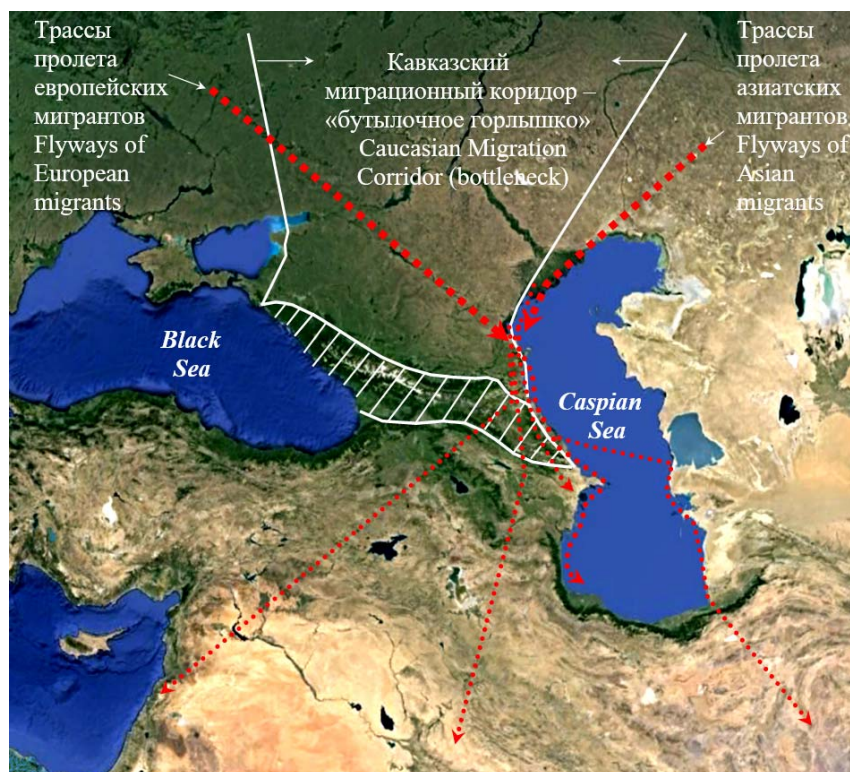 Трассы
пролета
европейских
мигрантов
Flyways of
European
migrants
Кавказский
миграционный коридор –
«бутылочное горлышко»
Caucasian Migration
Corridor (bottleneck)
Трассы
пролета
азиатских
мигрантов
Flyways of
Asian
migrants
Black
Sea
Caspian
Sea